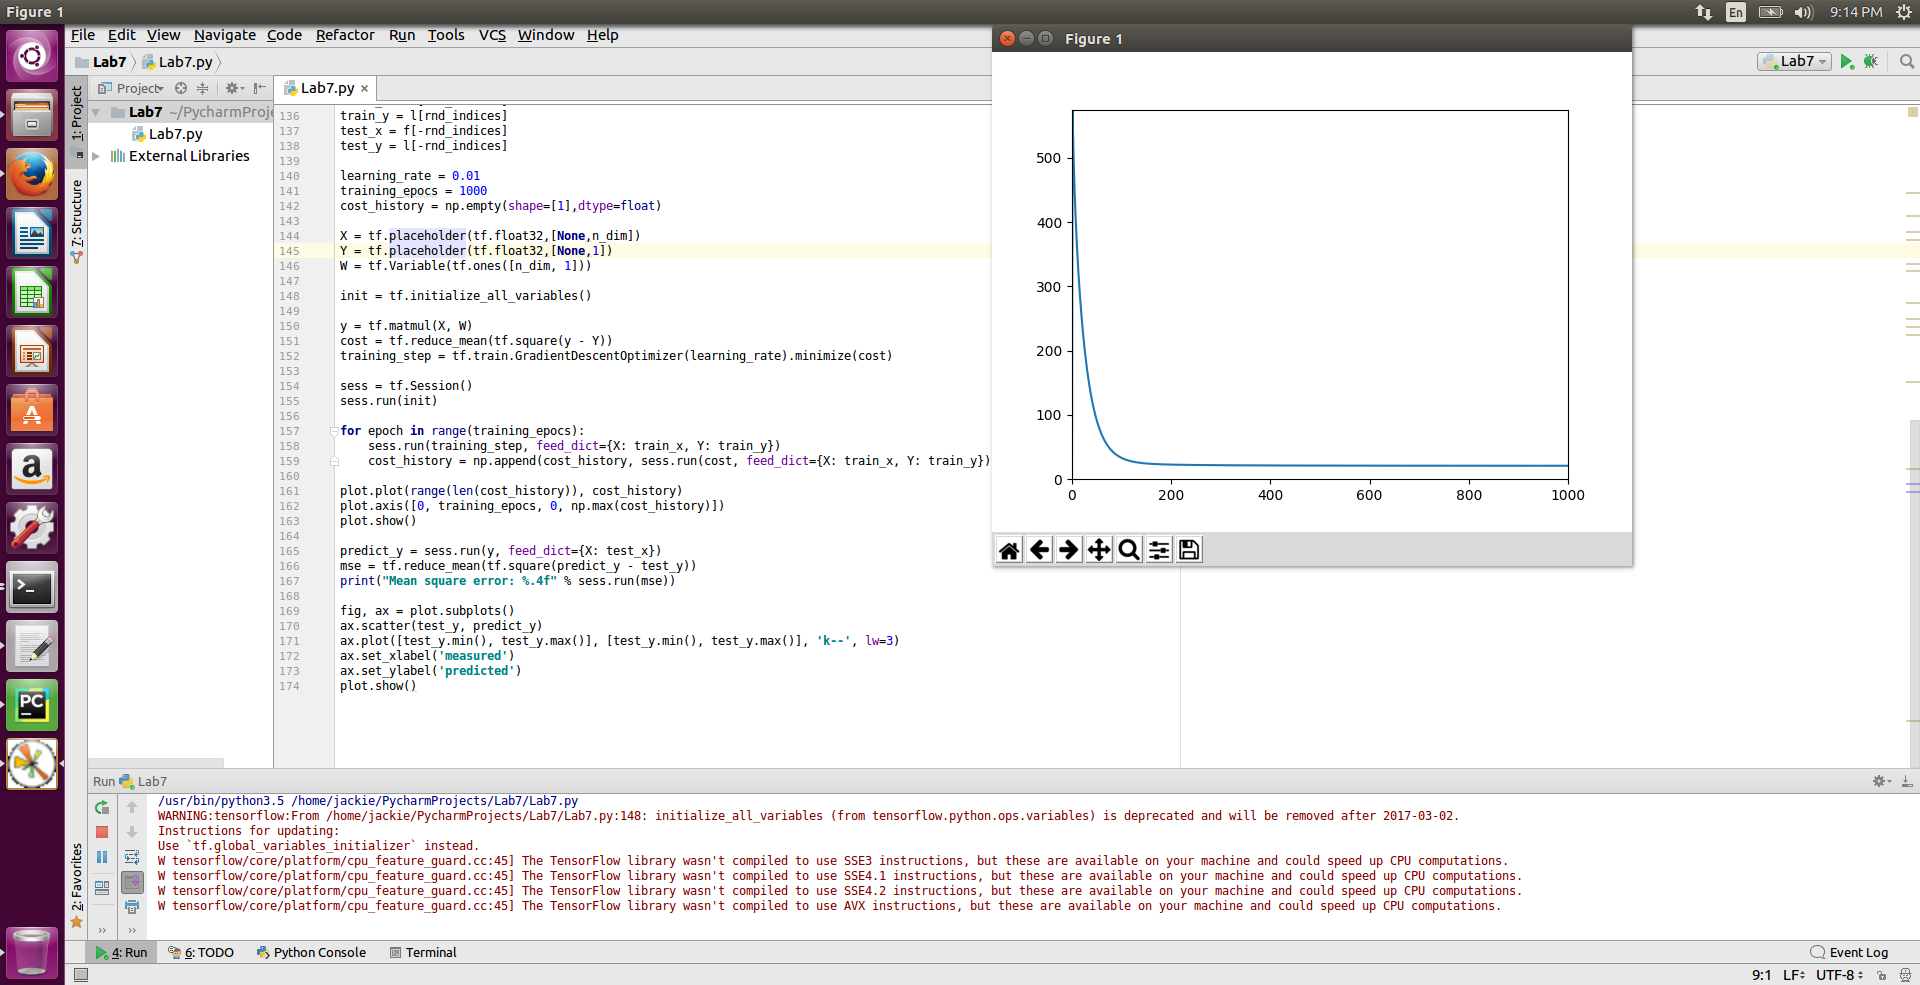 Figure 1
En
9:14 PM
File Edit View Navigate Code Refactor Run Tools VCS Window Help
Lab7 Lab7.py
Lab7
Project
Lab7.py ×
1: Project
7: Structure
2: Favorites
Lab7 ~/PycharmProje
Lab7.py
External Libraries
136 train_y = l[rnd_indices]
137 test_x = f[-rnd_indices]
138 test_y = l[-rnd_indices]
139
140 learning_rate = 0.01
141 training_epocs = 1000
142 cost_history = np.empty(shape=[1],dtype=float)
143
144 X = tf.placeholder(tf.float32,[None,n_dim])
145 Y = tf.placeholder(tf.float32,[None,1])
146 W = tf.Variable(tf.ones([n_dim, 1]))
147
148 init = tf.initialize_all_variables()
149
150 y = tf.matmul(X, W)
151 cost = tf.reduce_mean(tf.square(y - Y))
152 training_step = tf.train.GradientDescentOptimizer(learning_rate).minimize(cost)
153
154 sess = tf.Session()
155 sess.run(init)
156
157 for epoch in range(training_epocs):
158 sess.run(training_step, feed_dict={X: train_x, Y: train_y})
159 cost_history = np.append(cost_history, sess.run(cost, feed_dict={X: train_x, Y: train_y})
160
161 plot.plot(range(len(cost_history)), cost_history)
162 plot.axis([0, training_epocs, 0, np.max(cost_history)])
163 plot.show()
164
165 predict_y = sess.run(y, feed_dict={X: test_x})
166 mse = tf.reduce_mean(tf.square(predict_y - test_y))
167 print("Mean square error: %.4f" % sess.run(mse))
168
169 fig, ax = plot.subplots()
170 ax.scatter(test_y, predict_y)
171 ax.plot([test_y.min(), test_y.max()], [test_y.min(), test_y.max()], 'k--', lw=3)
172 ax.set_xlabel('measured')
173 ax.set_ylabel('predicted')
174 plot.show()
Figure 1
500
400
300
200
100
0
0 200 400 600 800 1000
Run Lab7
/usr/bin/python3.5 /home/jackie/PycharmProjects/Lab7/Lab7.py
WARNING:tensorflow:From /home/jackie/PycharmProjects/Lab7/Lab7.py:148: initialize_all_variables (from tensorflow.python.ops.variables) is deprecated and will be removed after 2017-03-02.
Instructions for updating:
Use `tf.global_variables_initializer` instead.
W tensorflow/core/platform/cpu_feature_guard.cc:45] The TensorFlow library wasn't compiled to use SSE3 instructions, but these are available on your machine and could speed up CPU computations.
W tensorflow/core/platform/cpu_feature_guard.cc:45] The TensorFlow library wasn't compiled to use SSE4.1 instructions, but these are available on your machine and could speed up CPU computations.
W tensorflow/core/platform/cpu_feature_guard.cc:45] The TensorFlow library wasn't compiled to use SSE4.2 instructions, but these are available on your machine and could speed up CPU computations.
W tensorflow/core/platform/cpu_feature_guard.cc:45] The TensorFlow library wasn't compiled to use AVX instructions, but these are available on your machine and could speed up CPU computations.
4: Run 6: TODO Python Console Terminal
Event Log
9:1 LF UTF-8
A
a
>_
PC